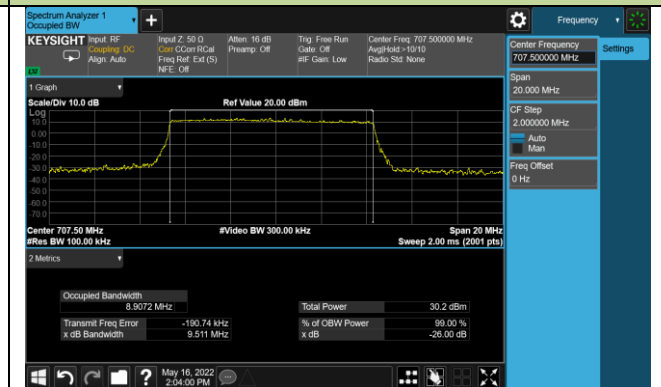 Spectrum Analyzer 1
Occupied BW
Frequency
KEYSIGHT
Input: RF
Coupling: DC
Align: Auto
Input Z: 50 Ω
Corr CCorr RCal
Freq Ref: Ext (S)
NFE: Off
Atten: 16 dB
Preamp: Off
Trig: Free Run
Gate: Off
#IF Gain: Low
Center Freq: 707.500000 MHz
Avg|Hold:>10/10
Radio Std: None
Center Frequency
707.500000 MHz
Settings
Span
20.000 MHz
CF Step
2.000000 MHz
Auto
Man
Freq Offset
0 Hz
1 Graph
Scale/Div 10.0 dB
Ref Value 20.00 dBm
Log
10.0
0.00
-10.0
-20.0
-30.0
-40.0
-50.0
-60.0
-70.0
Center 707.50 MHz
#Video BW 300.00 kHz
Span 20 MHz
#Res BW 100.00 kHz
Sweep 2.00 ms (2001 pts)
2 Metrics
Occupied Bandwidth
8.9072 MHz
Total Power 30.2 dBm
Transmit Freq Error -190.74 kHz
% of OBW Power 99.00 %
x dB Bandwidth 9.511 MHz
x dB -26.00 dB
?
May 16, 2022
2:04:00 PM